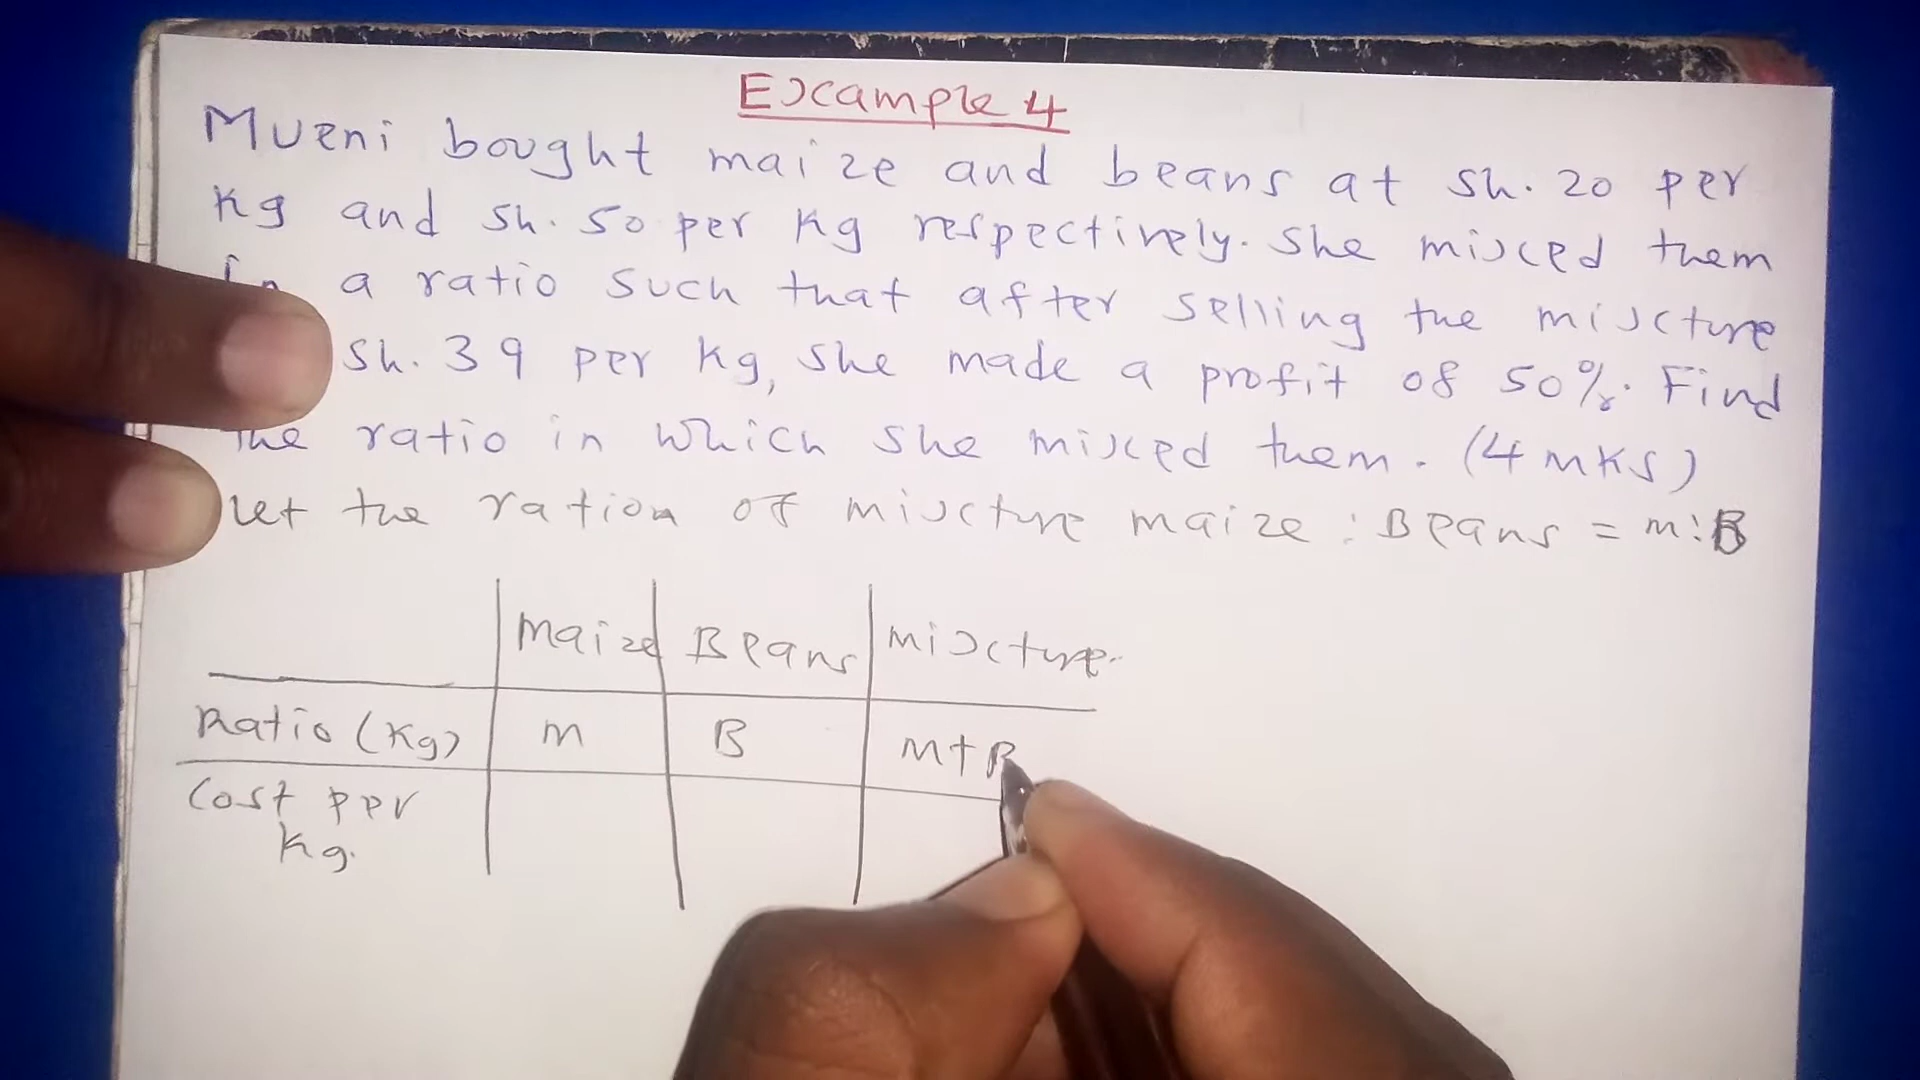 Example 4
Mueni bought maize and beans at sh. 20 per
kg and sh. 50 per kg respectively. She mixed them
in a ratio such that after selling the mixture
sh. 39 per kg, she made a profit of 50%. Find
the ratio in which she mixed them. (4 mks)
Let the ration of mixture maize : Beans = m:B
maize Beans mixture
Ratio (kg) m B m+B
Cost per
kg.